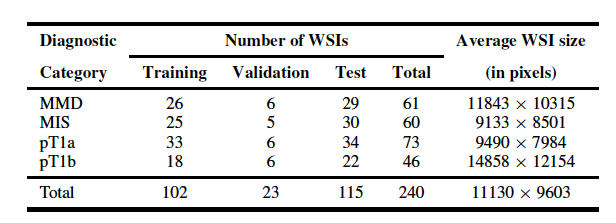 Diagnostic Number of WSIs Average WSI size
Category Training Validation Test Total (in pixels)
MMD 26 6 29 61 11843 × 10315
MIS 25 5 30 60 9133 × 8501
pT1a 33 6 34 73 9490 × 7984
pT1b 18 6 22 46 14858 × 12154
Total 102 23 115 240 11130 × 9603